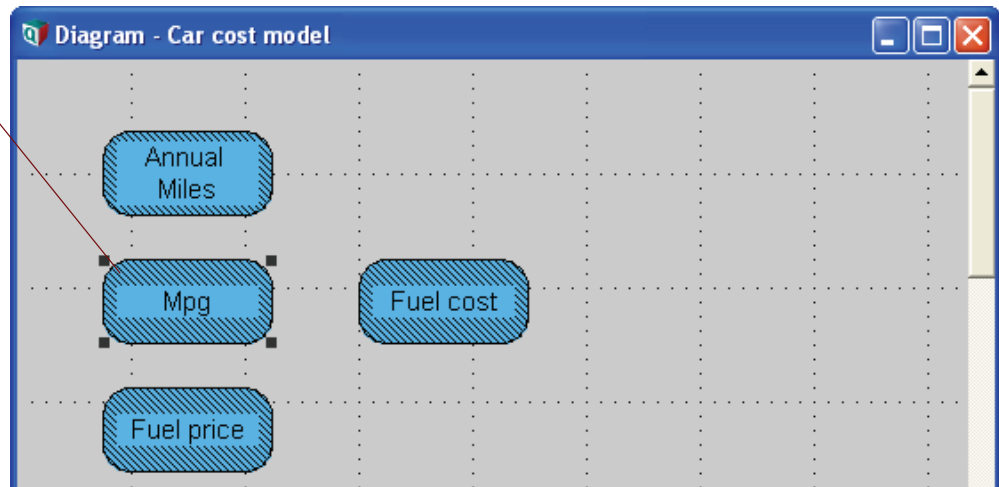 Diagram - Car cost model
Annual
Miles
Mpg
Fuel cost
Fuel price